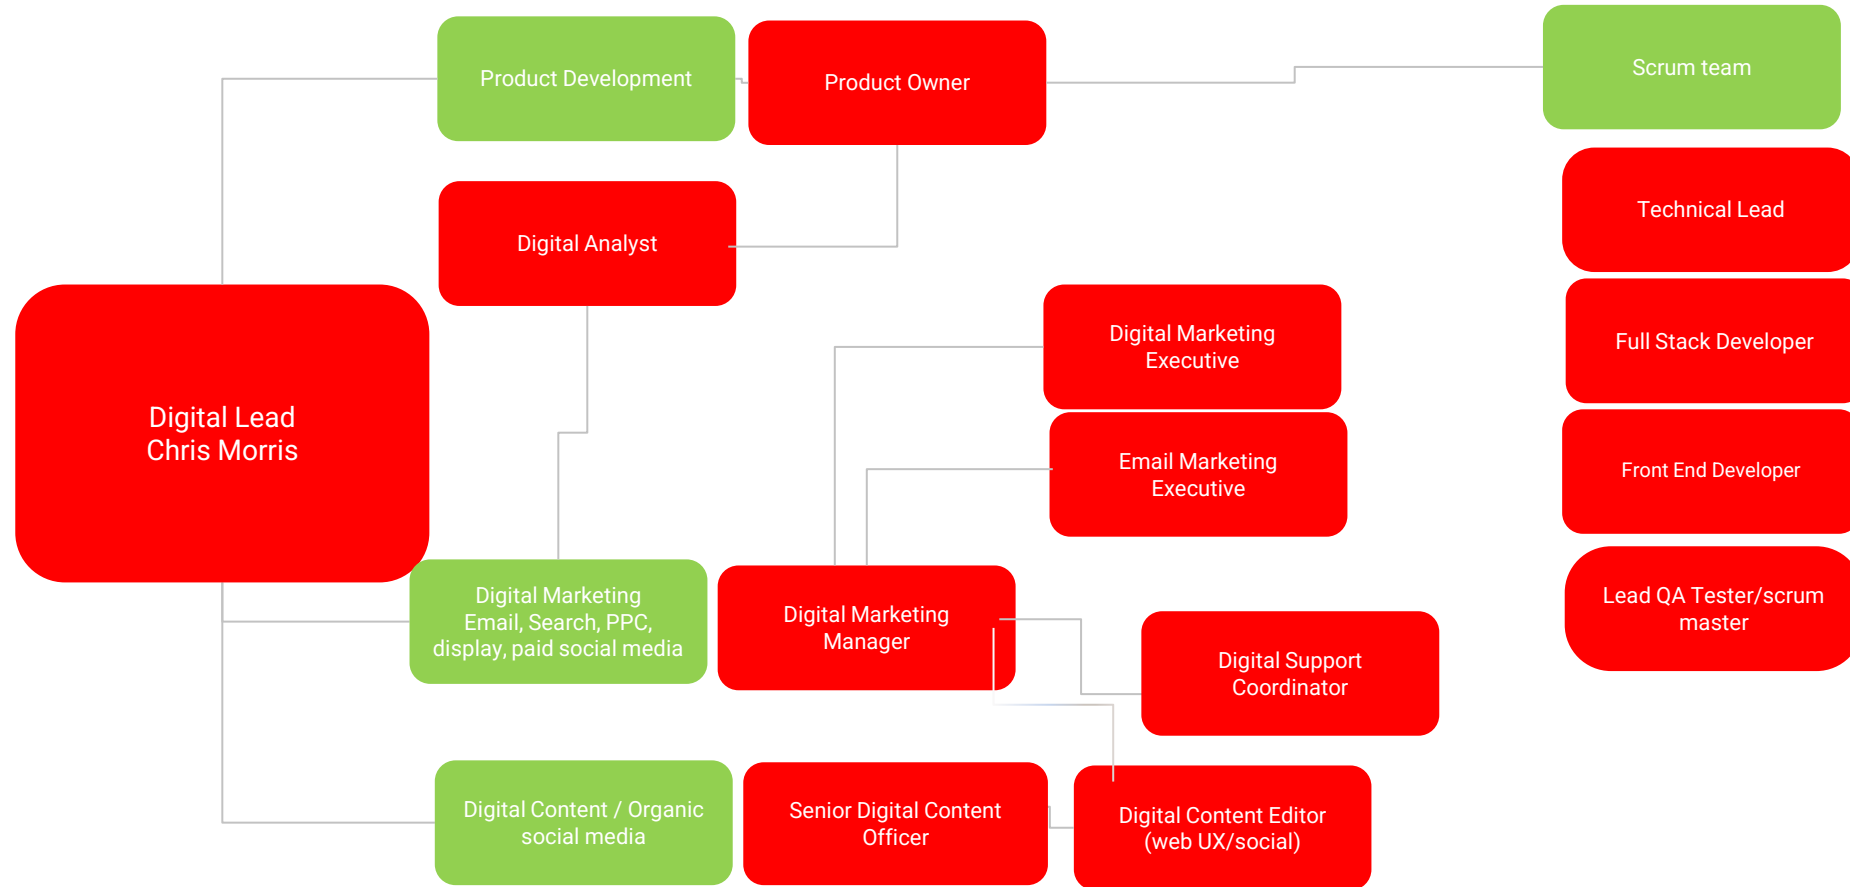 Product Development
Product Owner
Scrum team
Technical Lead
Digital Analyst
Digital Marketing
Executive
Full Stack Developer
Digital Lead
Chris Morris
Email Marketing
Executive
Front End Developer
Digital Marketing
Email, Search, PPC,
display, paid social media
Digital Marketing
Manager
Lead QA Tester/scrum
master
Digital Support
Coordinator
Digital Content / Organic
social media
Senior Digital Content
Officer
Digital Content Editor
(web UX/social)